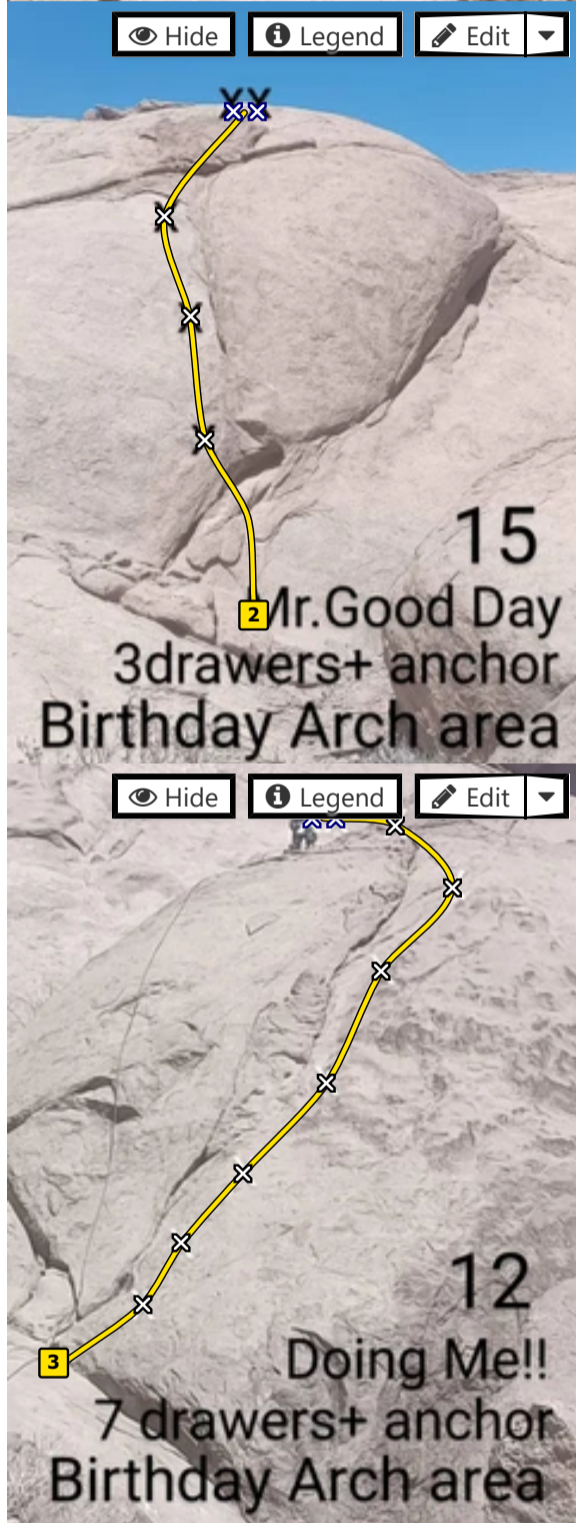 Hide Legend Edit
15
2 Mr.Good Day
3drawers+ anchor
Birthday Arch area
Hide Legend Edit
12
3 Doing Me!!
7 drawers+ anchor
Birthday Arch area